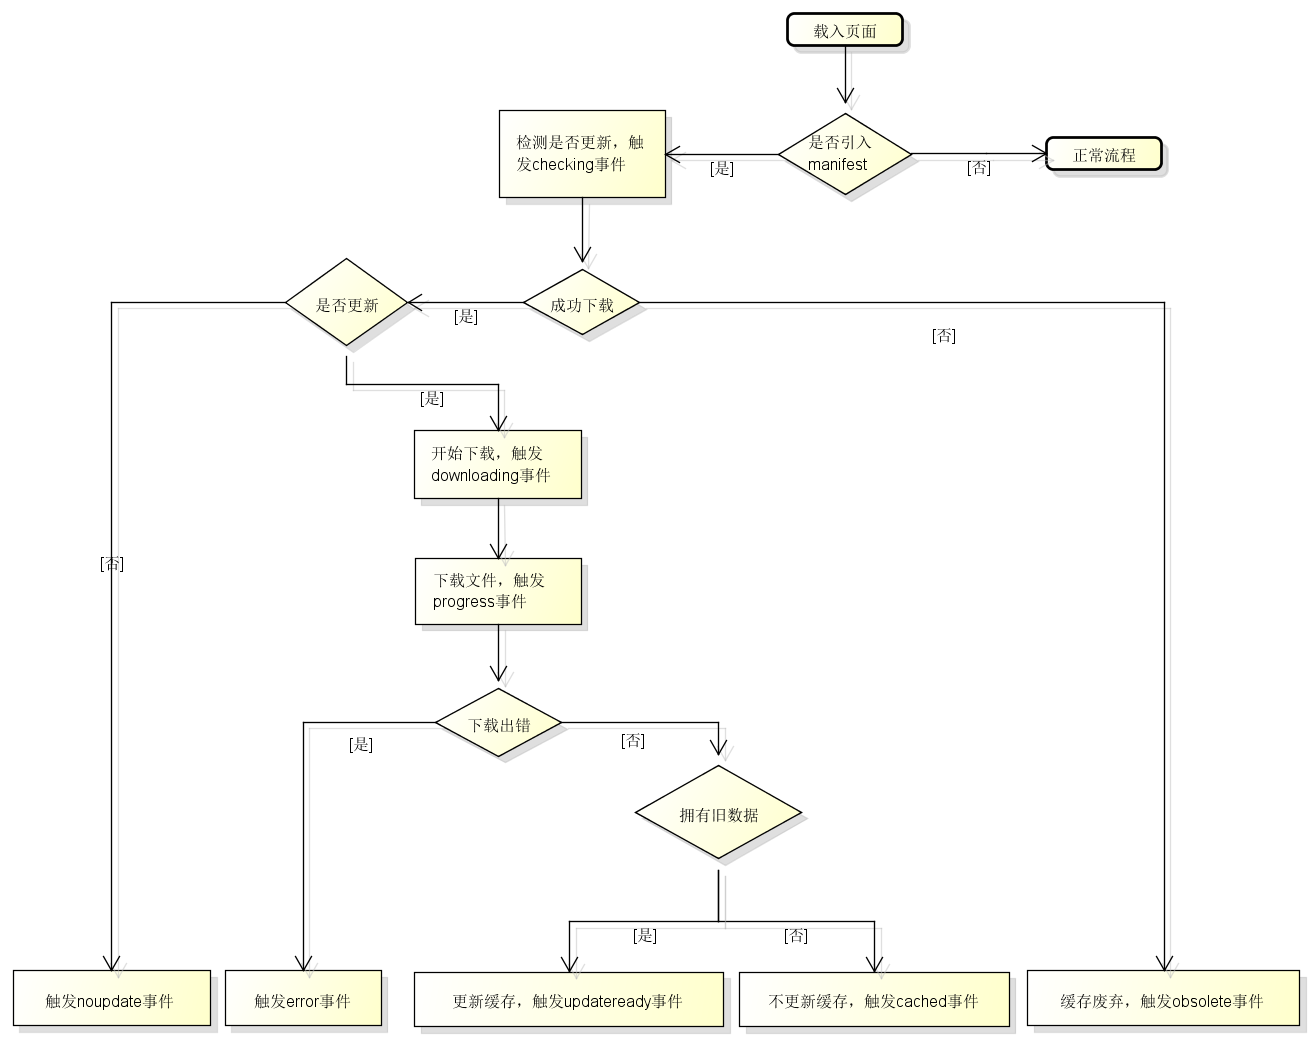 载入页面
是否引入
manifest
[是]
[否]
正常流程
检测是否更新，触
发checking事件
成功下载
[是]
[否]
是否更新
[是]
[否]
开始下载，触发
downloading事件
下载文件，触发
progress事件
下载出错
[是]
[否]
拥有旧数据
[是]
[否]
触发noupdate事件
触发error事件
更新缓存，触发updateready事件
不更新缓存，触发cached事件
缓存废弃，触发obsolete事件